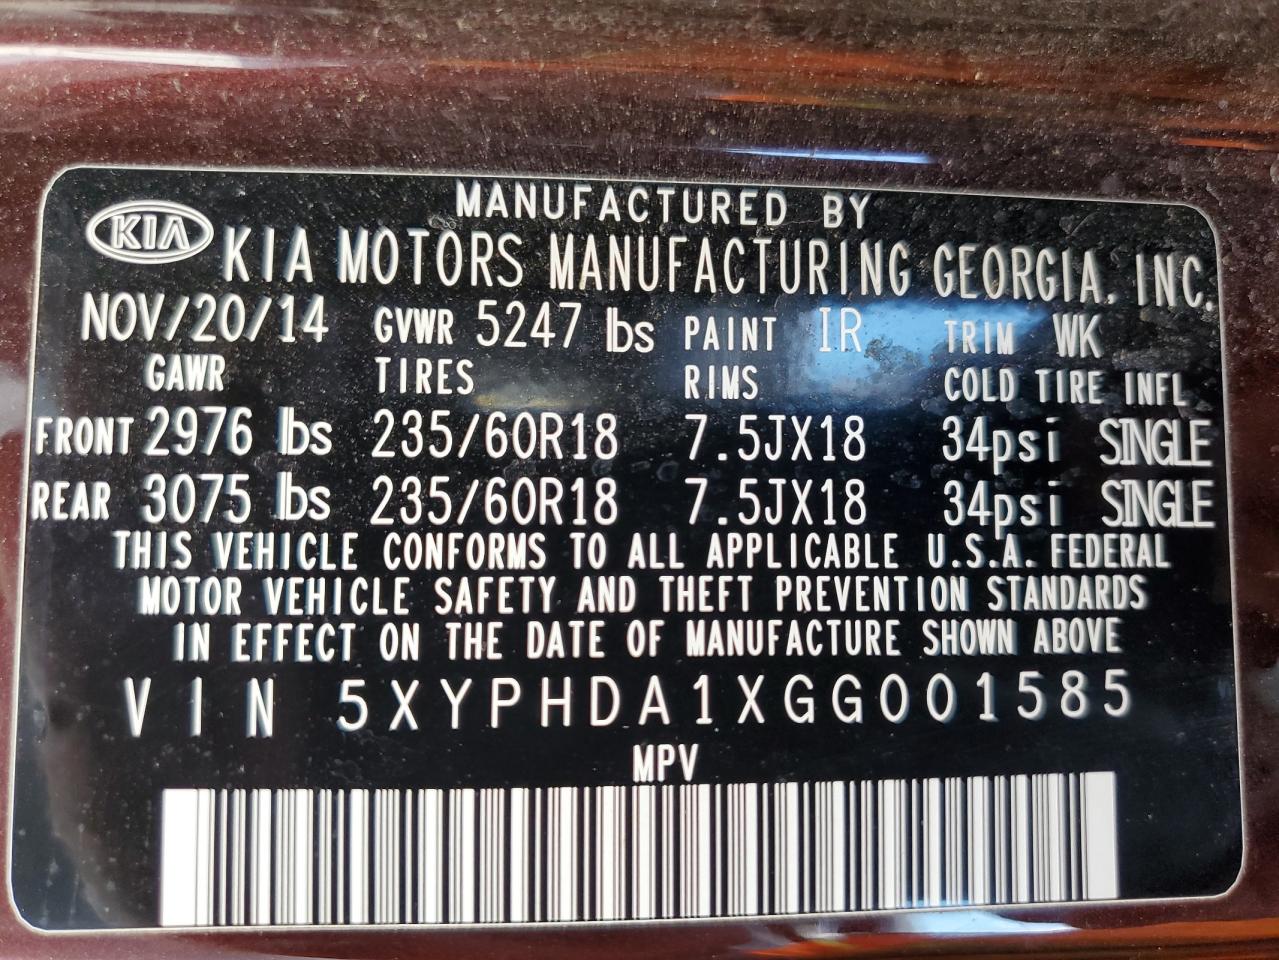 MANUFACTURED BY
KIA KIA MOTORS MANUFACTURING GEORGIA, INC.
NOV/20/14 GVWR 5247 lbs PAINT IR TRIM WK
GAWR TIRES RIMS COLD TIRE INFL
FRONT 2976 lbs 235/60R18 7.5JX18 34psi SINGLE
REAR 3075 lbs 235/60R18 7.5JX18 34psi SINGLE
THIS VEHICLE CONFORMS TO ALL APPLICABLE U.S.A. FEDERAL
MOTOR VEHICLE SAFETY AND THEFT PREVENTION STANDARDS
IN EFFECT ON THE DATE OF MANUFACTURE SHOWN ABOVE
VIN 5XYPHDA1XGG001585
MPV